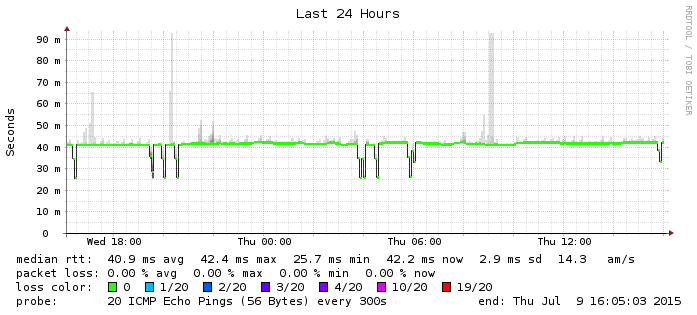 Last 24 Hours
RRDTOOL / TOBI OETIKER
Seconds
90 m
80 m
70 m
60 m
50 m
40 m
30 m
20 m
10 m
0
Wed 18:00 Thu 00:00 Thu 06:00 Thu 12:00
median rtt: 40.9 ms avg 42.4 ms max 25.7 ms min 42.2 ms now 2.9 ms sd 14.3 am/s
packet loss: 0.00 % avg 0.00 % max 0.00 % min 0.00 % now
loss color: 0 1/20 2/20 3/20 4/20 10/20 19/20
probe: 20 ICMP Echo Pings (56 Bytes) every 300s end: Thu Jul 9 16:05:03 2015